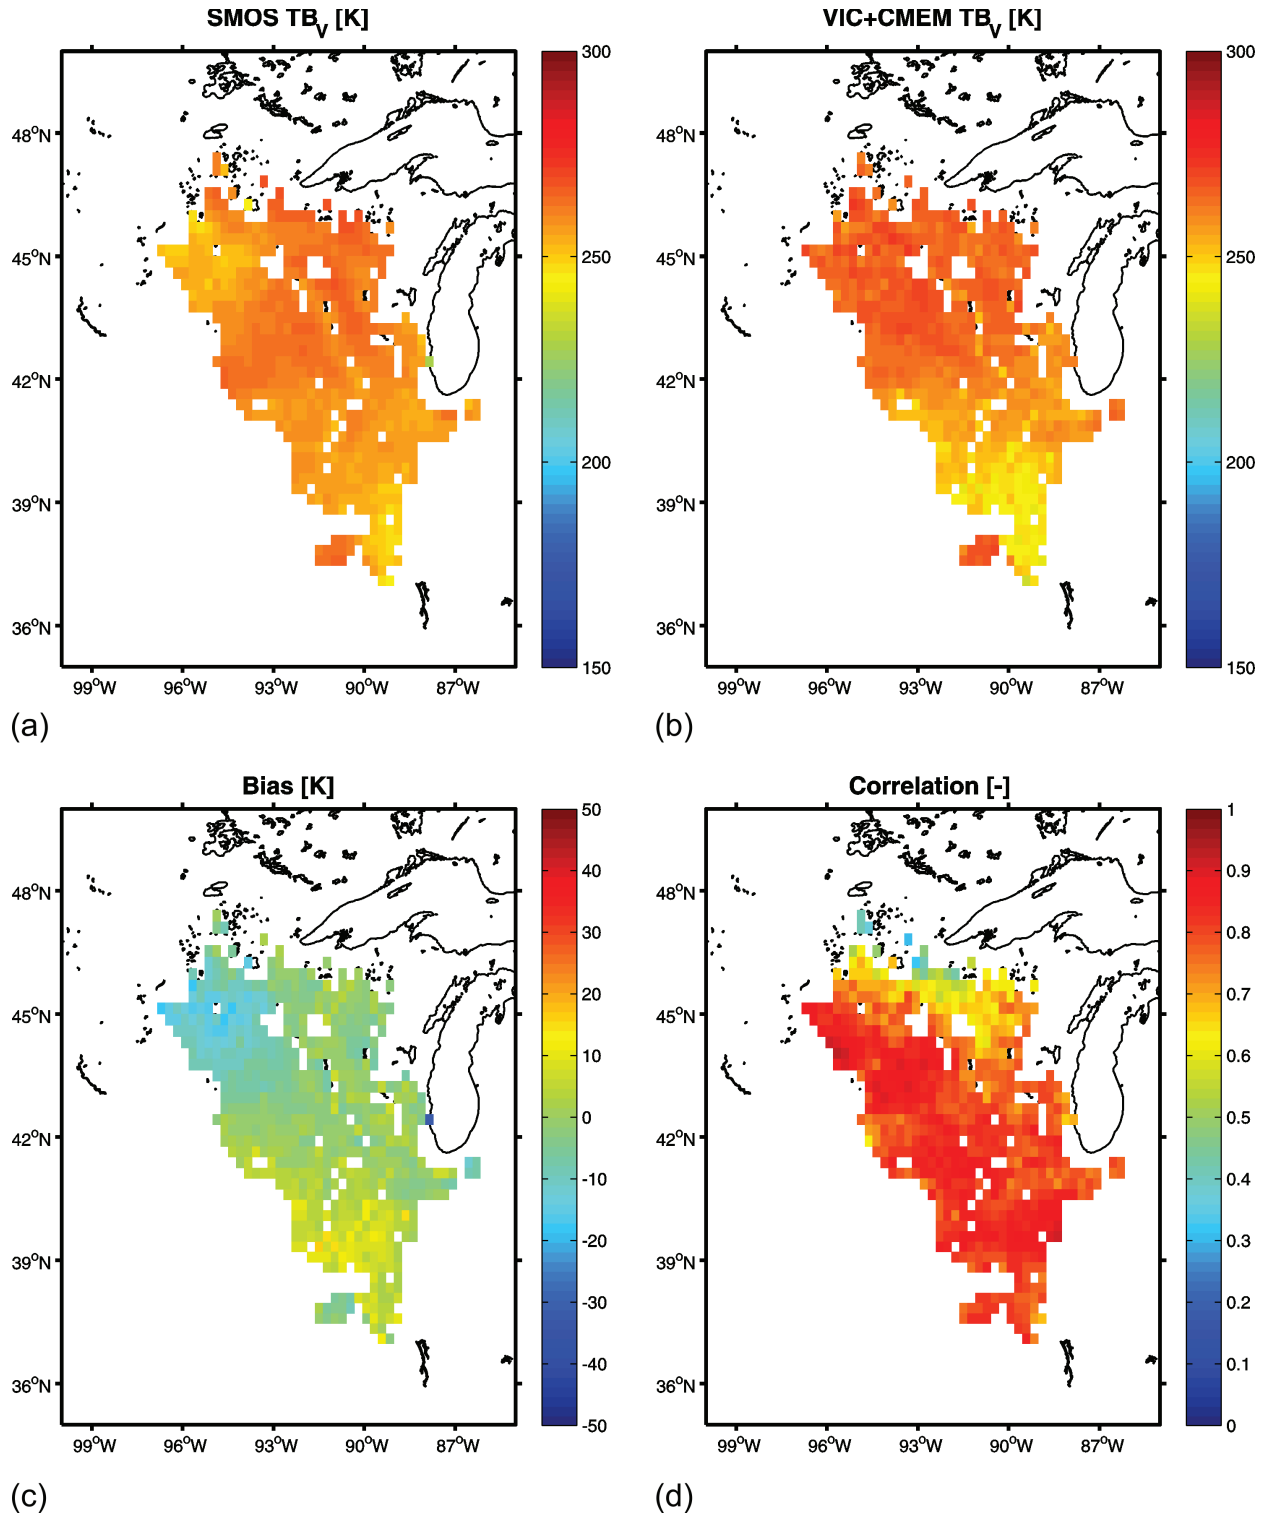 SMOS TBV [K]
VIC+CMEM TBV [K]
48°N
45°N
42°N
39°N
36°N
99°W 96°W 93°W 90°W 87°W
300
250
200
150
48°N
45°N
42°N
39°N
36°N
99°W 96°W 93°W 90°W 87°W
300
250
200
150
(a)
(b)
Bias [K]
Correlation [-]
48°N
45°N
42°N
39°N
36°N
99°W 96°W 93°W 90°W 87°W
50
40
30
20
10
0
-10
-20
-30
-40
-50
48°N
45°N
42°N
39°N
36°N
99°W 96°W 93°W 90°W 87°W
1
0.9
0.8
0.7
0.6
0.5
0.4
0.3
0.2
0.1
0
(c)
(d)